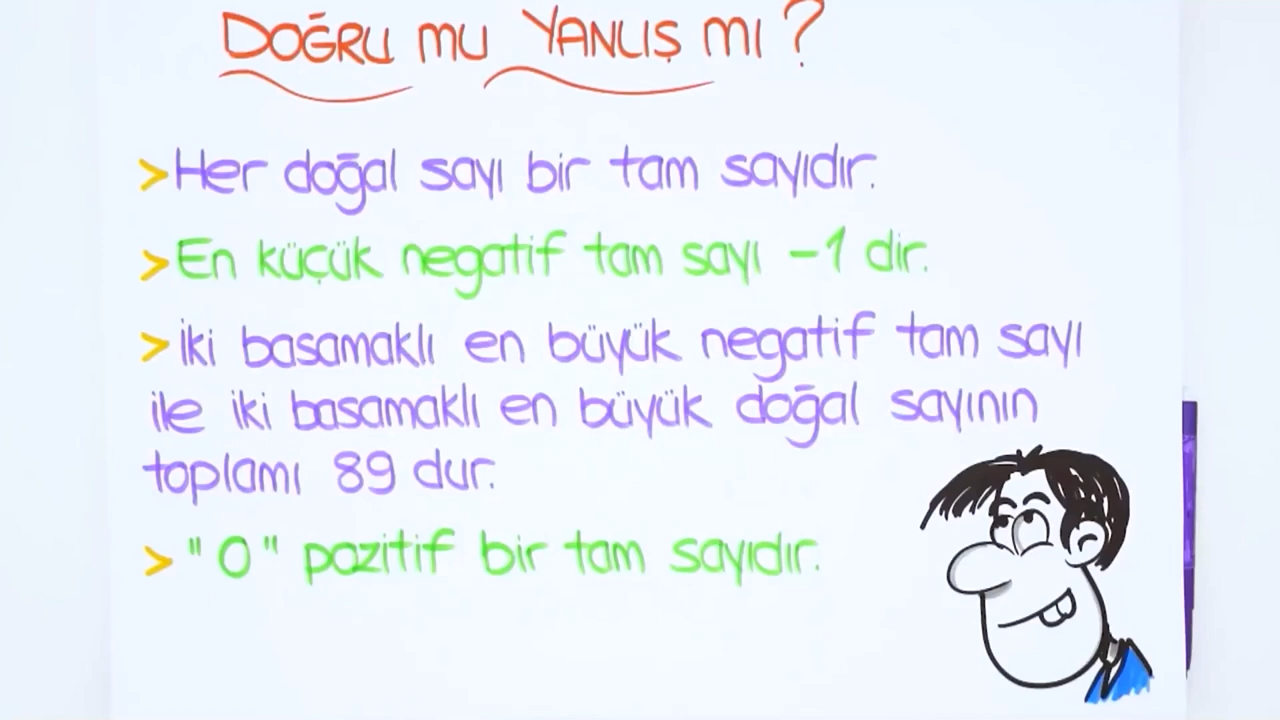 DOĞRU MU YANLIŞ MI ?
> Her doğal sayı bir tam sayıdır.
> En küçük negatif tam sayı -1 dir.
> İki basamaklı en büyük negatif tam sayı
ile iki basamaklı en büyük doğal sayının
toplamı 89 dur.
> "0" pozitif bir tam sayıdır.